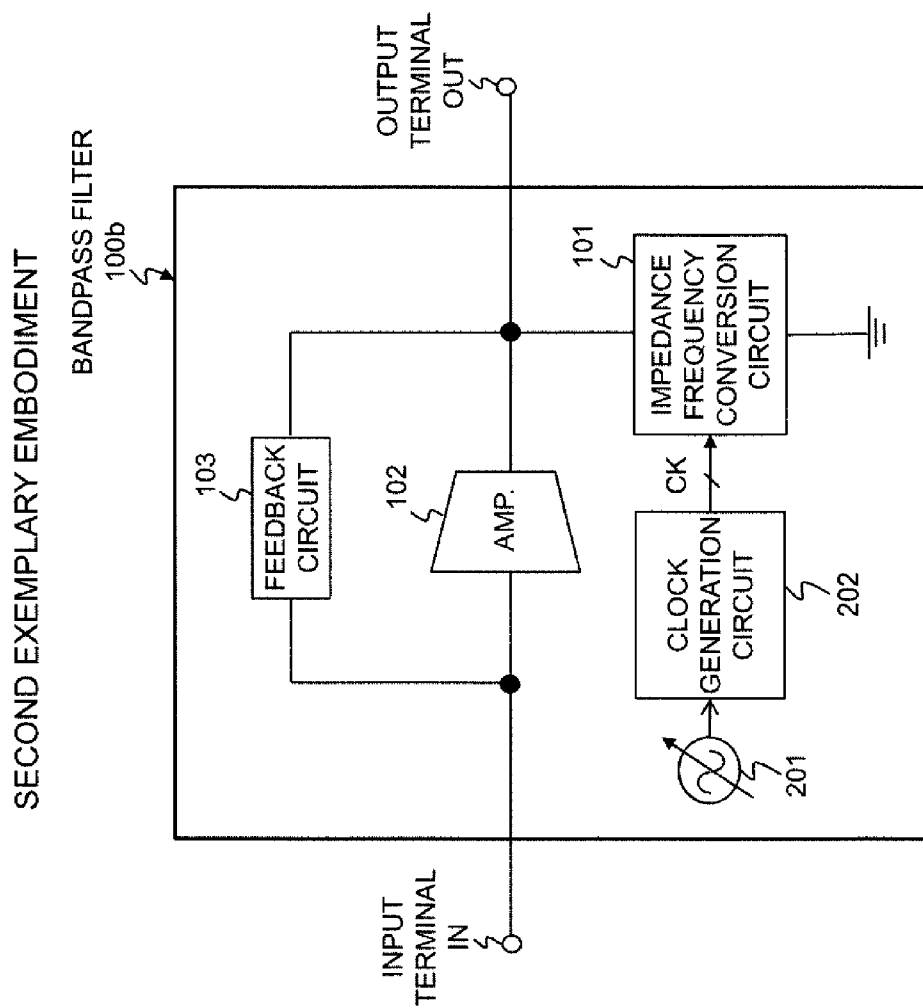 SECOND EXEMPLARY EMBODIMENT
BANDPASS FILTER
100b
INPUT
TERMINAL
IN
OUTPUT
TERMINAL
OUT
103
FEEDBACK
CIRCUIT
102
AMP.
101
IMPEDANCE
FREQUENCY
CONVERSION
CIRCUIT
CK
CLOCK
GENERATION
CIRCUIT
202
201